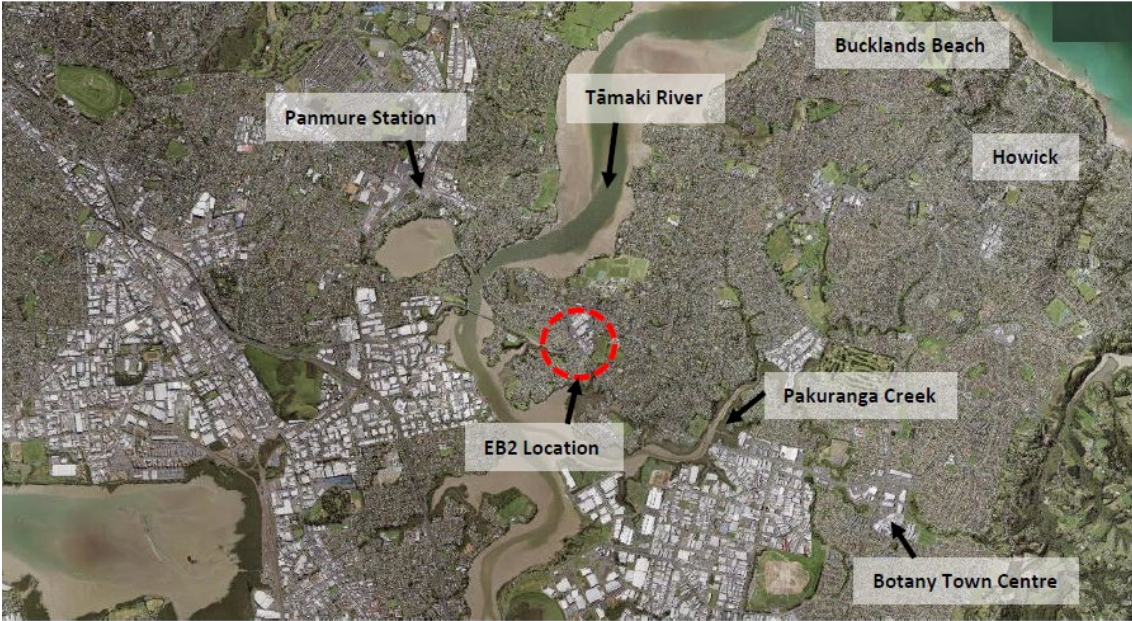 Bucklands Beach
Tāmaki River
Panmure Station
Howick
Pakuranga Creek
EB2 Location
Botany Town Centre